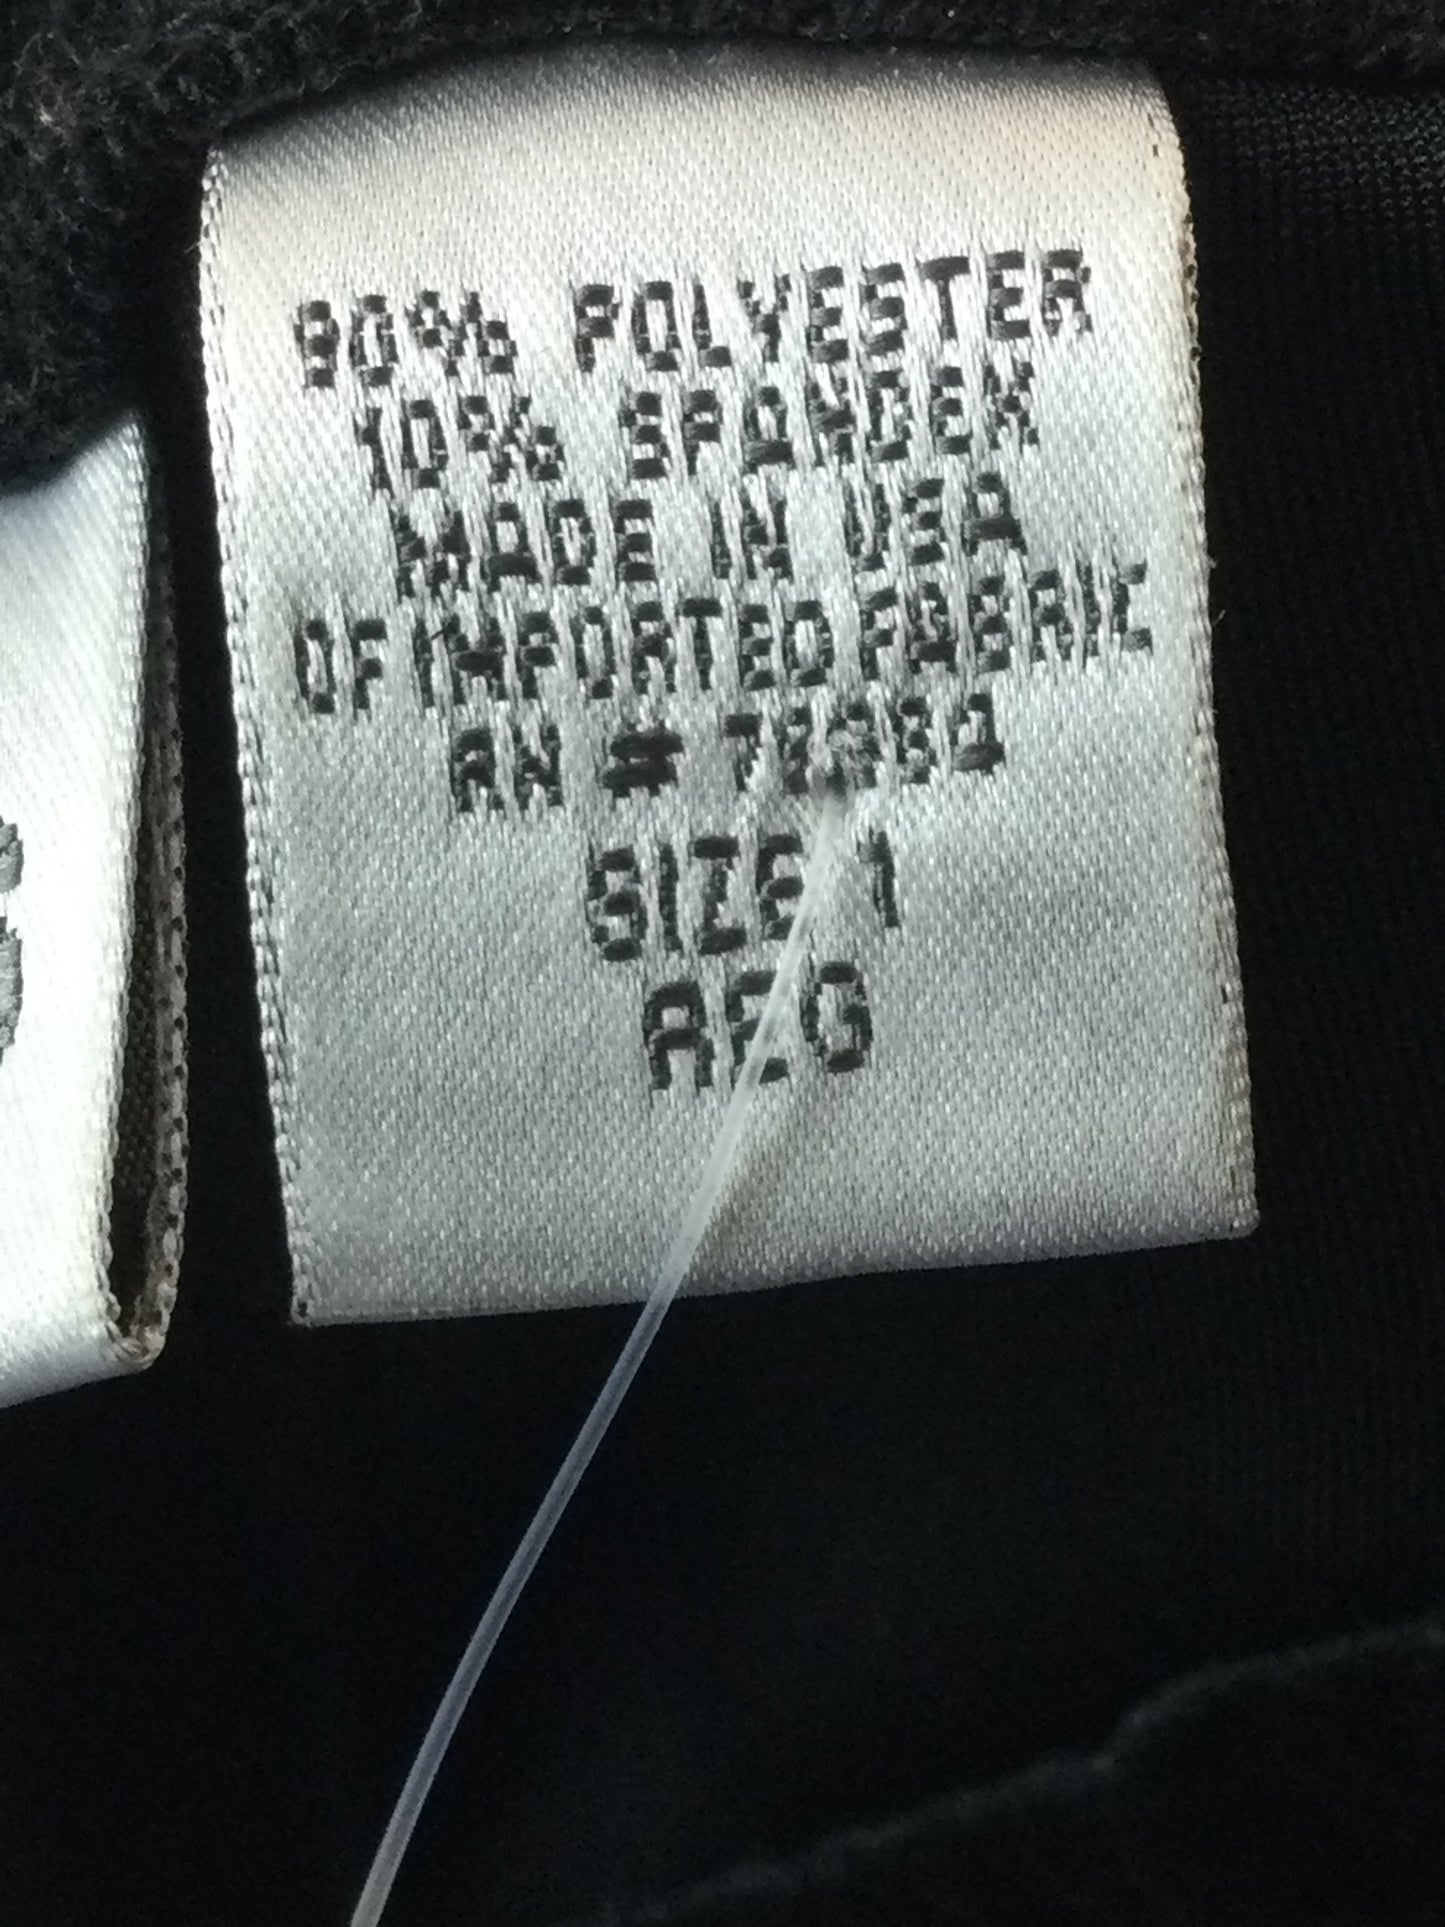 90% POLYESTER
10% SPANDEX
MADE IN USA
OF IMPORTED FABRIC
RN #
SIZE 1
REG